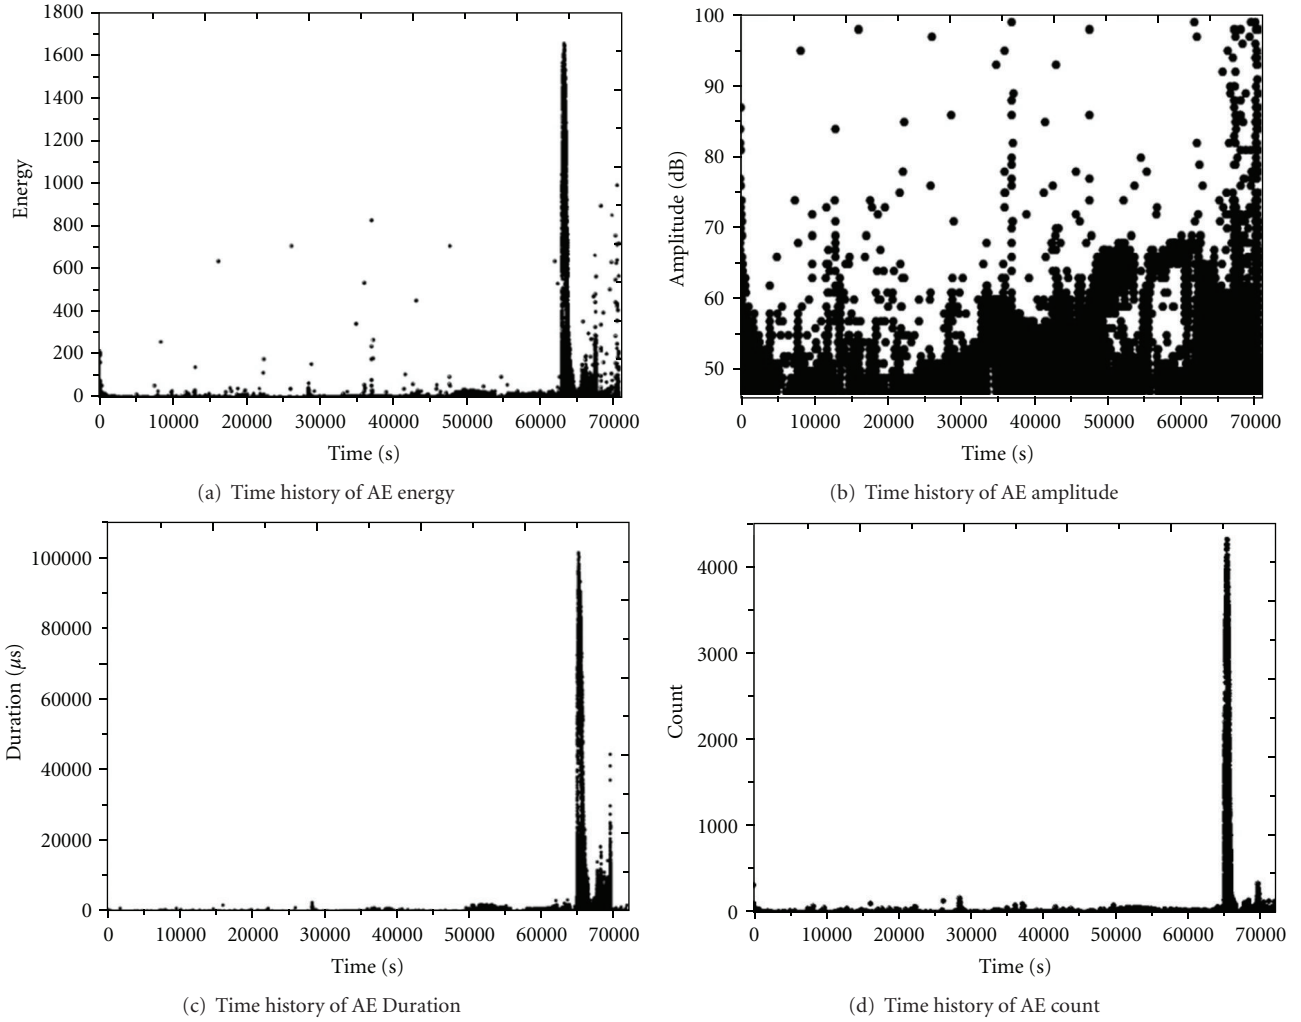 1800
1600
1400
1200
1000
800
600
400
200
0
Energy
0 10000 20000 30000 40000 50000 60000 70000
Time (s)
(a) Time history of AE energy
100
90
80
70
60
50
Amplitude (dB)
0 10000 20000 30000 40000 50000 60000 70000
Time (s)
(b) Time history of AE amplitude
100000
80000
60000
40000
20000
0
Duration (μs)
0 10000 20000 30000 40000 50000 60000 70000
Time (s)
(c) Time history of AE Duration
4000
3000
2000
1000
0
Count
0 10000 20000 30000 40000 50000 60000 70000
Time (s)
(d) Time history of AE count